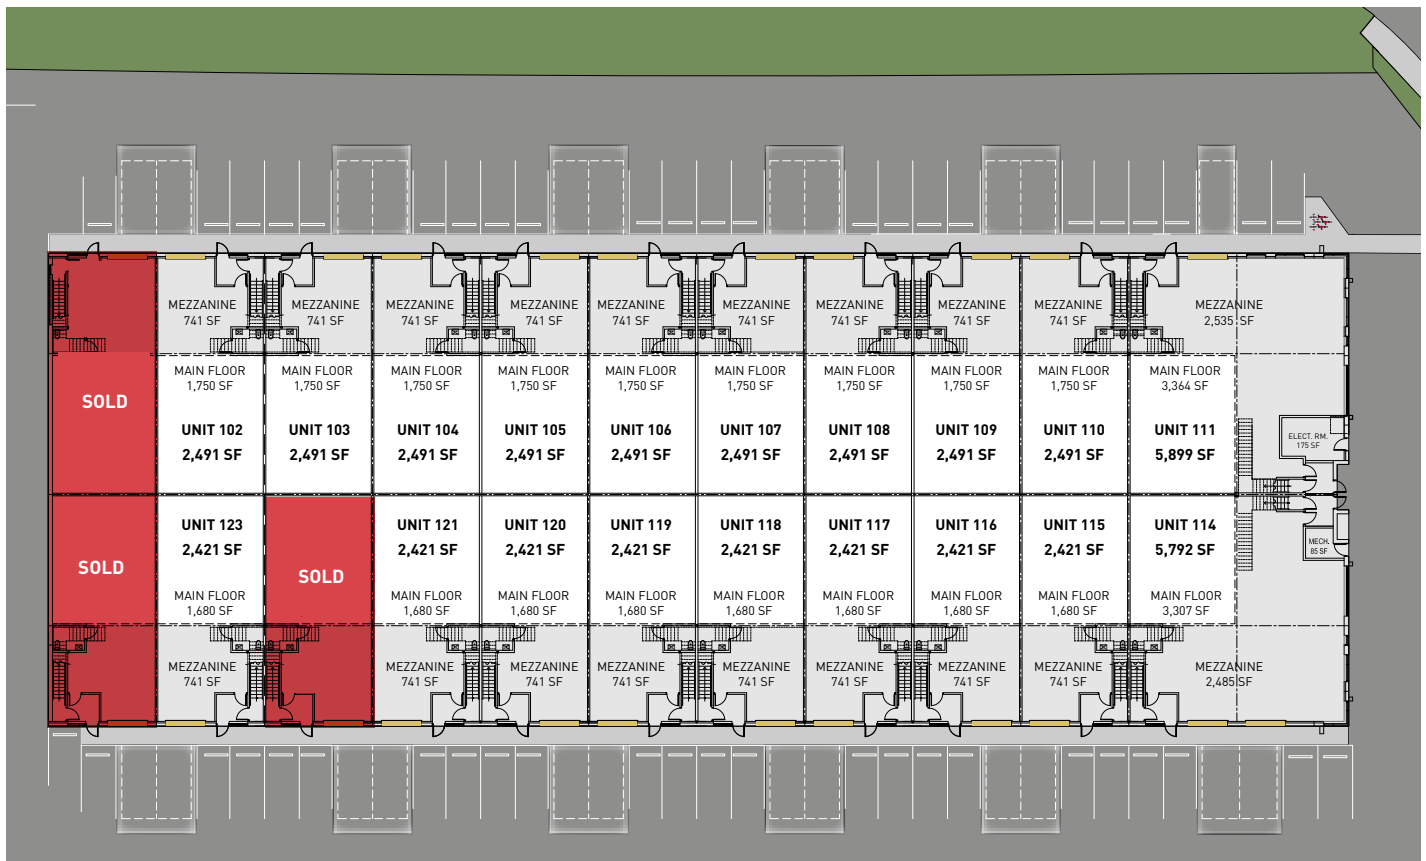 MEZZANINE
741 SF
MEZZANINE
741 SF
MEZZANINE
741 SF
MEZZANINE
741 SF
MEZZANINE
741 SF
MEZZANINE
741 SF
MEZZANINE
741 SF
MEZZANINE
741 SF
MEZZANINE
741 SF
MEZZANINE
2,535 SF
SOLD
MAIN FLOOR
1,750 SF
UNIT 102
2,491 SF
MAIN FLOOR
1,750 SF
UNIT 103
2,491 SF
MAIN FLOOR
1,750 SF
UNIT 104
2,491 SF
MAIN FLOOR
1,750 SF
UNIT 105
2,491 SF
MAIN FLOOR
1,750 SF
UNIT 106
2,491 SF
MAIN FLOOR
1,750 SF
UNIT 107
2,491 SF
MAIN FLOOR
1,750 SF
UNIT 108
2,491 SF
MAIN FLOOR
1,750 SF
UNIT 109
2,491 SF
MAIN FLOOR
1,750 SF
UNIT 110
2,491 SF
MAIN FLOOR
3,364 SF
UNIT 111
5,899 SF
ELECT. RM.
175 SF
SOLD
UNIT 123
2,421 SF
MAIN FLOOR
1,680 SF
SOLD
UNIT 121
2,421 SF
MAIN FLOOR
1,680 SF
UNIT 120
2,421 SF
MAIN FLOOR
1,680 SF
UNIT 119
2,421 SF
MAIN FLOOR
1,680 SF
UNIT 118
2,421 SF
MAIN FLOOR
1,680 SF
UNIT 117
2,421 SF
MAIN FLOOR
1,680 SF
UNIT 116
2,421 SF
MAIN FLOOR
1,680 SF
UNIT 115
2,421 SF
MAIN FLOOR
1,680 SF
UNIT 114
5,792 SF
MAIN FLOOR
3,307 SF
MECH.
85 SF
MEZZANINE
741 SF
MEZZANINE
741 SF
MEZZANINE
741 SF
MEZZANINE
741 SF
MEZZANINE
741 SF
MEZZANINE
741 SF
MEZZANINE
741 SF
MEZZANINE
741 SF
MEZZANINE
2,485 SF